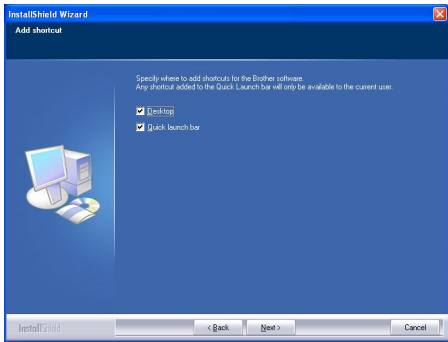 InstallShield Wizard
Add shortcut
Specify where to add shortcuts for the Brother software.
Any shortcut added to the Quick Launch bar will only be available to the current user.
Desktop
Quick launch bar
InstallShield
< Back
Next >
Cancel